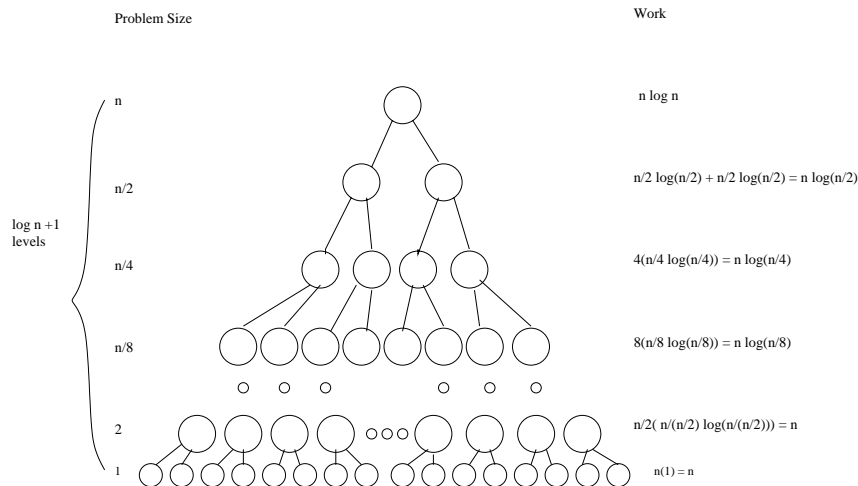 Problem Size
Work
n
n log n
n/2
n/2 log(n/2) + n/2 log(n/2) = n log(n/2)
log n +1
levels
n/4
4(n/4 log(n/4)) = n log(n/4)
n/8
8(n/8 log(n/8)) = n log(n/8)
2
n/2( n/(n/2) log(n/(n/2))) = n
1
n(1) = n